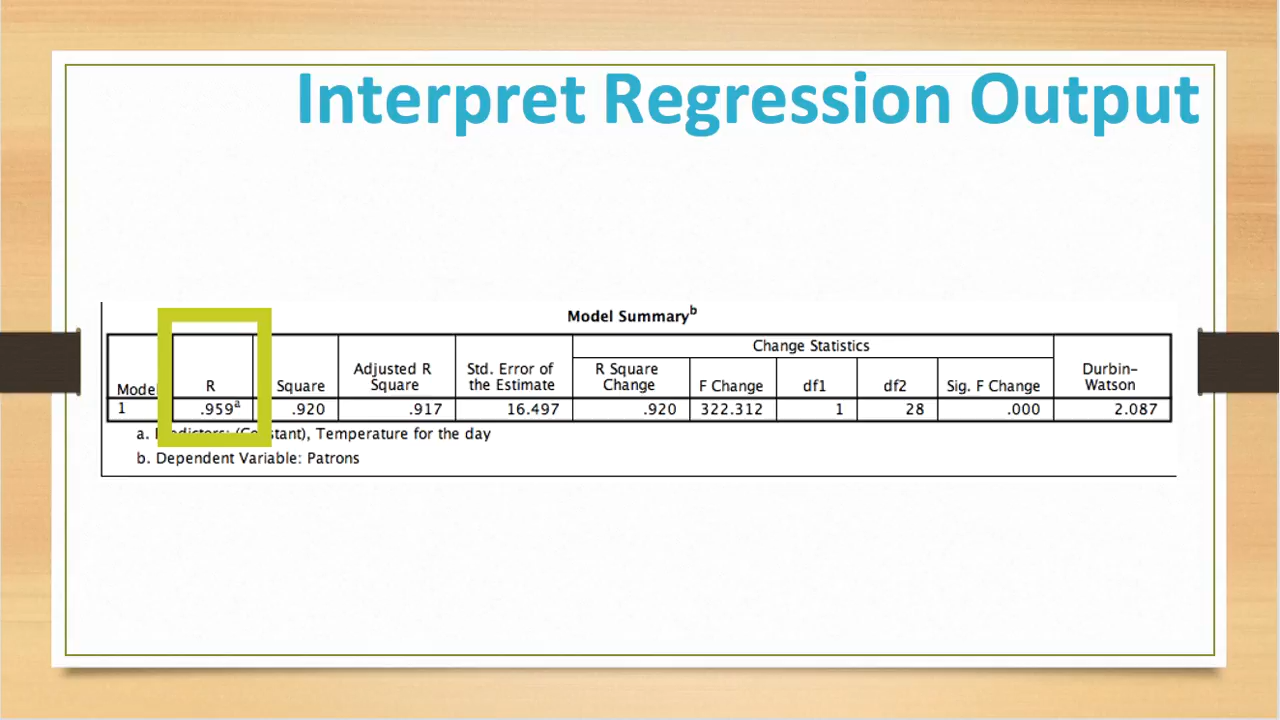 Interpret Regression Output
Model Summaryb
Change Statistics
Model R Square Adjusted R Square Std. Error of the Estimate R Square Change F Change df1 df2 Sig. F Change Durbin-Watson
1 .959a .920 .917 16.497 .920 322.312 1 28 .000 2.087
a. (Constant), Temperature for the day
b. Dependent Variable: Patrons